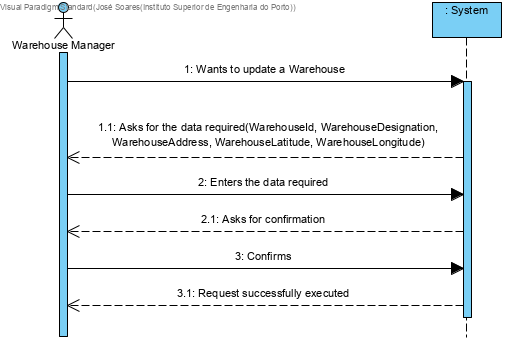 Visual Paradigm Standard(José Soares(Instituto Superior de Engenharia do Porto))
: System
Warehouse Manager
1: Wants to update a Warehouse
1.1: Asks for the data required(WarehouseId, WarehouseDesignation,
WarehouseAddress, WarehouseLatitude, WarehouseLongitude)
2: Enters the data required
2.1: Asks for confirmation
3: Confirms
3.1: Request successfully executed